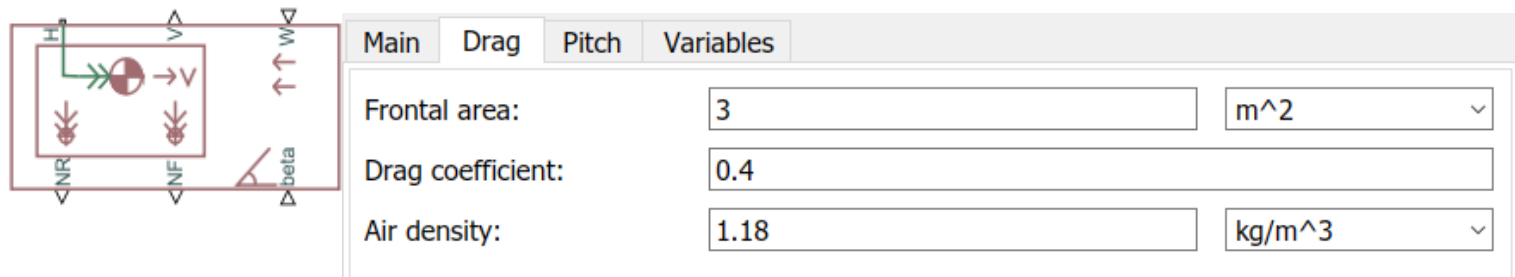 H V W
V
NR NF beta
Main Drag Pitch Variables
Frontal area: 3 m^2
Drag coefficient: 0.4
Air density: 1.18 kg/m^3